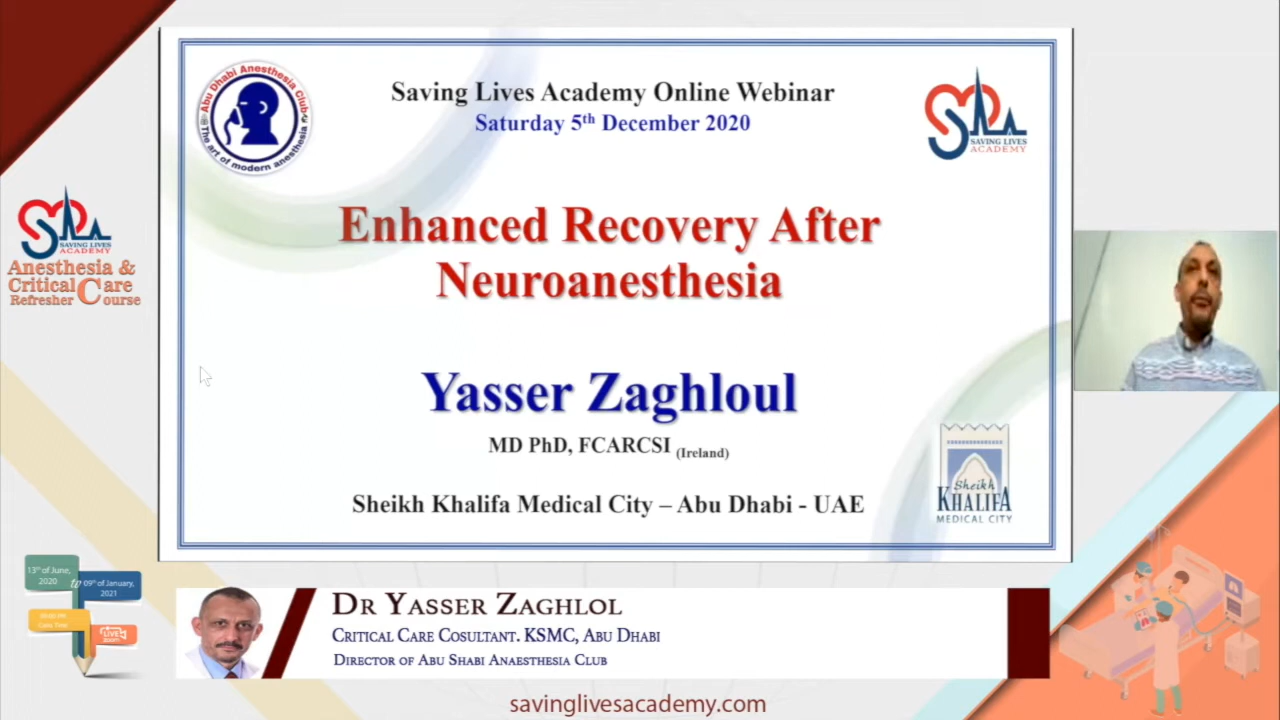 Abu Dhabi Anesthesia Club
The art of modern anesthesia
Saving Lives Academy Online Webinar
Saturday 5th December 2020
SAVING LIVES
ACADEMY
Enhanced Recovery After
Neuroanesthesia
Yasser Zaghloul
MD PhD, FCARCSI (Ireland)
Sheikh Khalifa Medical City – Abu Dhabi - UAE
Sheikh
KHALIFA
MEDICAL CITY
SAVING LIVES
ACADEMY
Anesthesia &
Critical Care
Refresher Course
13th of June,
2020
to
09th of January,
2021
LIVE
DR YASSER ZAGHLOL
CRITICAL CARE COSULTANT. KSMC, ABU DHABI
DIRECTOR OF ABU SHABI ANAESTHESIA CLUB
savinglivesacademy.com